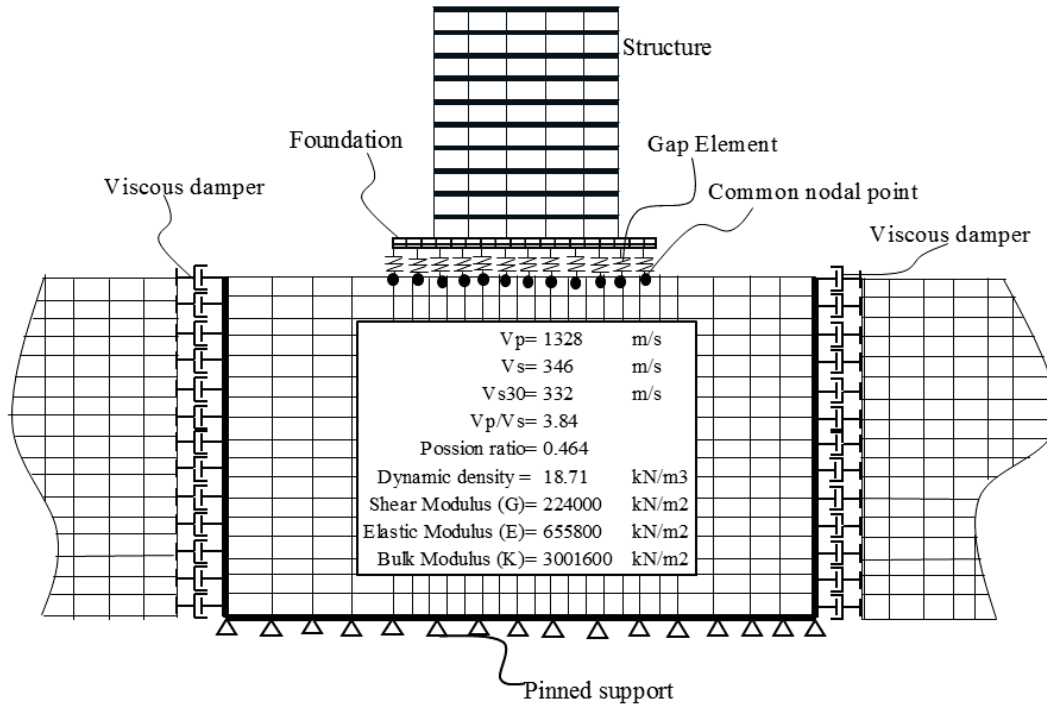 Structure
Foundation
Gap Element
Viscous damper
Common nodal point
Viscous damper
Vp= 1328 m/s
Vs= 346 m/s
Vs30= 332 m/s
Vp/Vs= 3.84
Possion ratio= 0.464
Dynamic density = 18.71 kN/m3
Shear Modulus (G)= 224000 kN/m2
Elastic Modulus (E)= 655800 kN/m2
Bulk Modulus (K)= 3001600 kN/m2
Pinned support